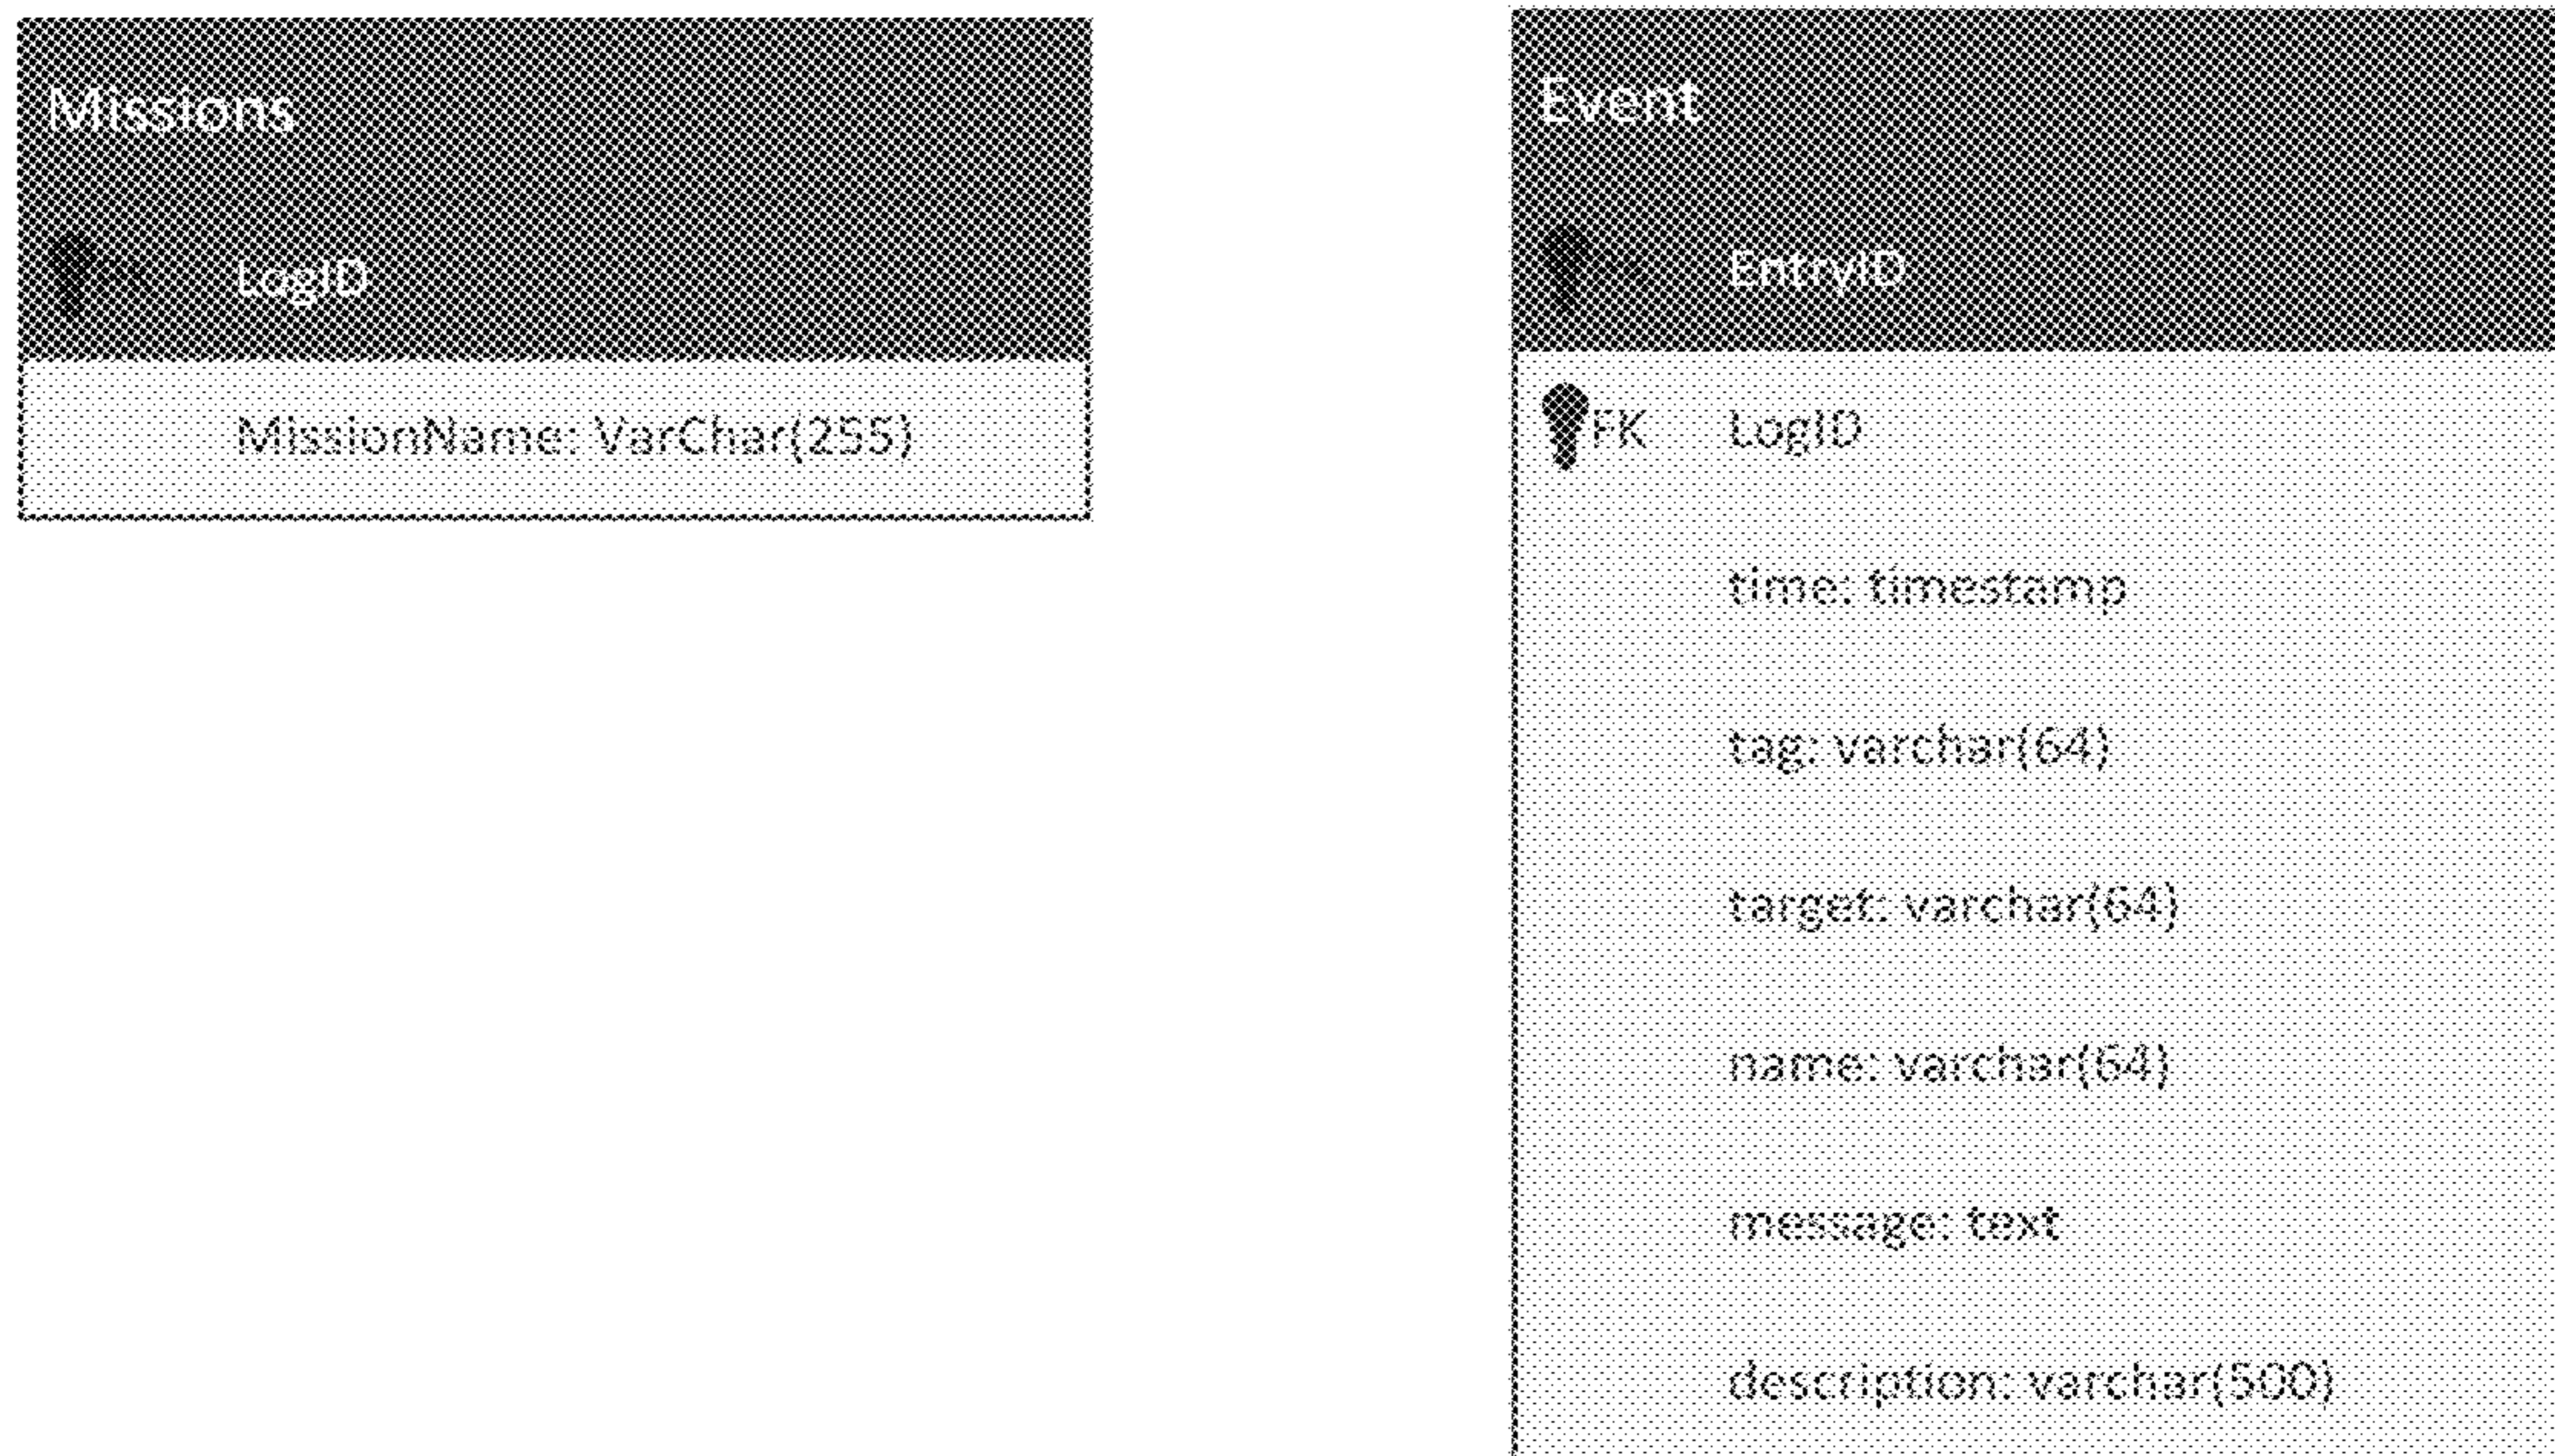 Missions
LogID
MissionName: VarChar(255)
Event
EntryID
FK LogID
time: timestamp
tag: varchar(64)
target: varchar(64)
name: varchar(64)
message: text
description: varchar(500)